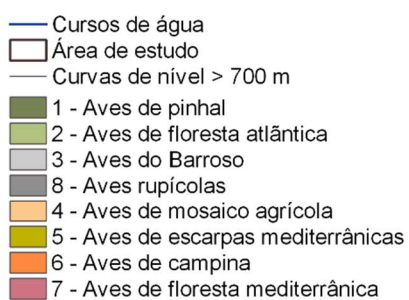 Cursos de água
Área de estudo
Curvas de nível > 700 m
1 - Aves de pinhal
2 - Aves de floresta atlãntica
3 - Aves do Barroso
8 - Aves rupícolas
4 - Aves de mosaico agrícola
5 - Aves de escarpas mediterrânicas
6 - Aves de campina
7 - Aves de floresta mediterrânica